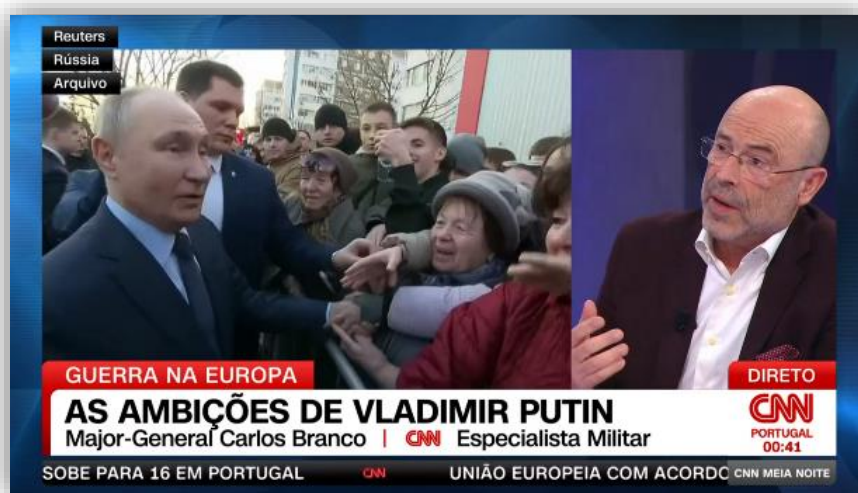 Reuters
Rússia
Arquivo
GUERRA NA EUROPA
DIRETO
AS AMBIÇÕES DE VLADIMIR PUTIN
Major-General Carlos Branco | CNN Especialista Militar
CNN
PORTUGAL
00:41
SOBE PARA 16 EM PORTUGAL CNN UNIÃO EUROPEIA COM ACORDO CNN MEIA NOITE